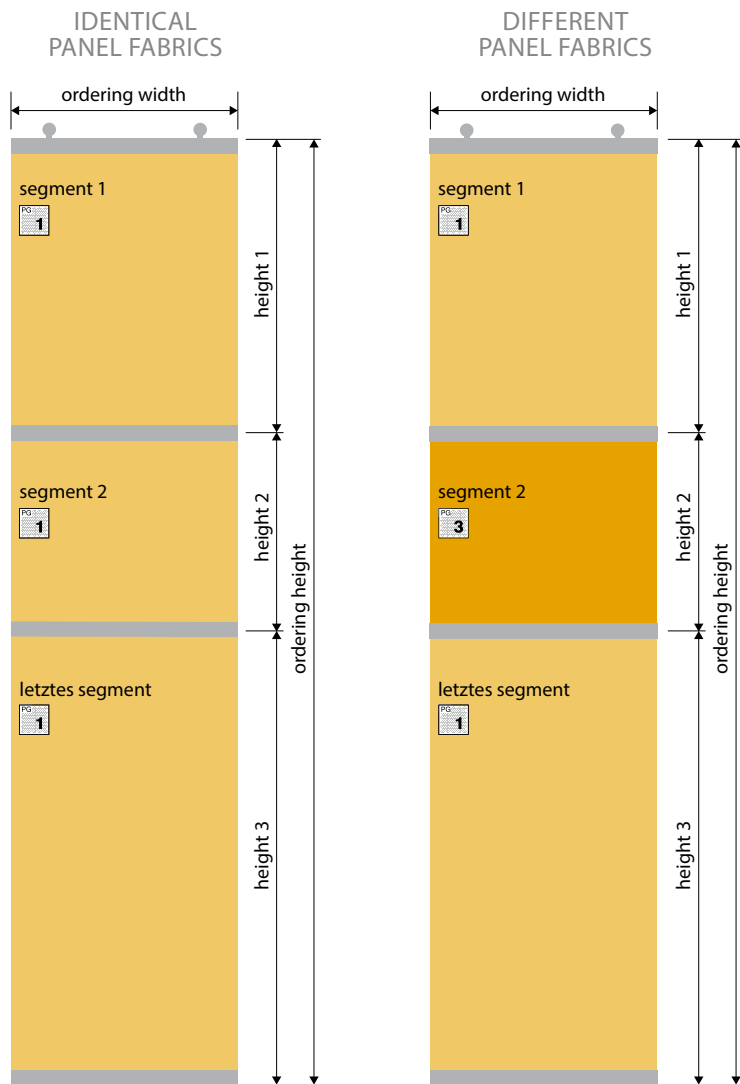 IDENTICAL
PANEL FABRICS
ordering width
segment 1
PG
1
height 1
segment 2
PG
1
height 2
ordering height
letztes segment
PG
1
height 3
DIFFERENT
PANEL FABRICS
ordering width
segment 1
PG
1
height 1
segment 2
PG
3
height 2
ordering height
letztes segment
PG
1
height 3